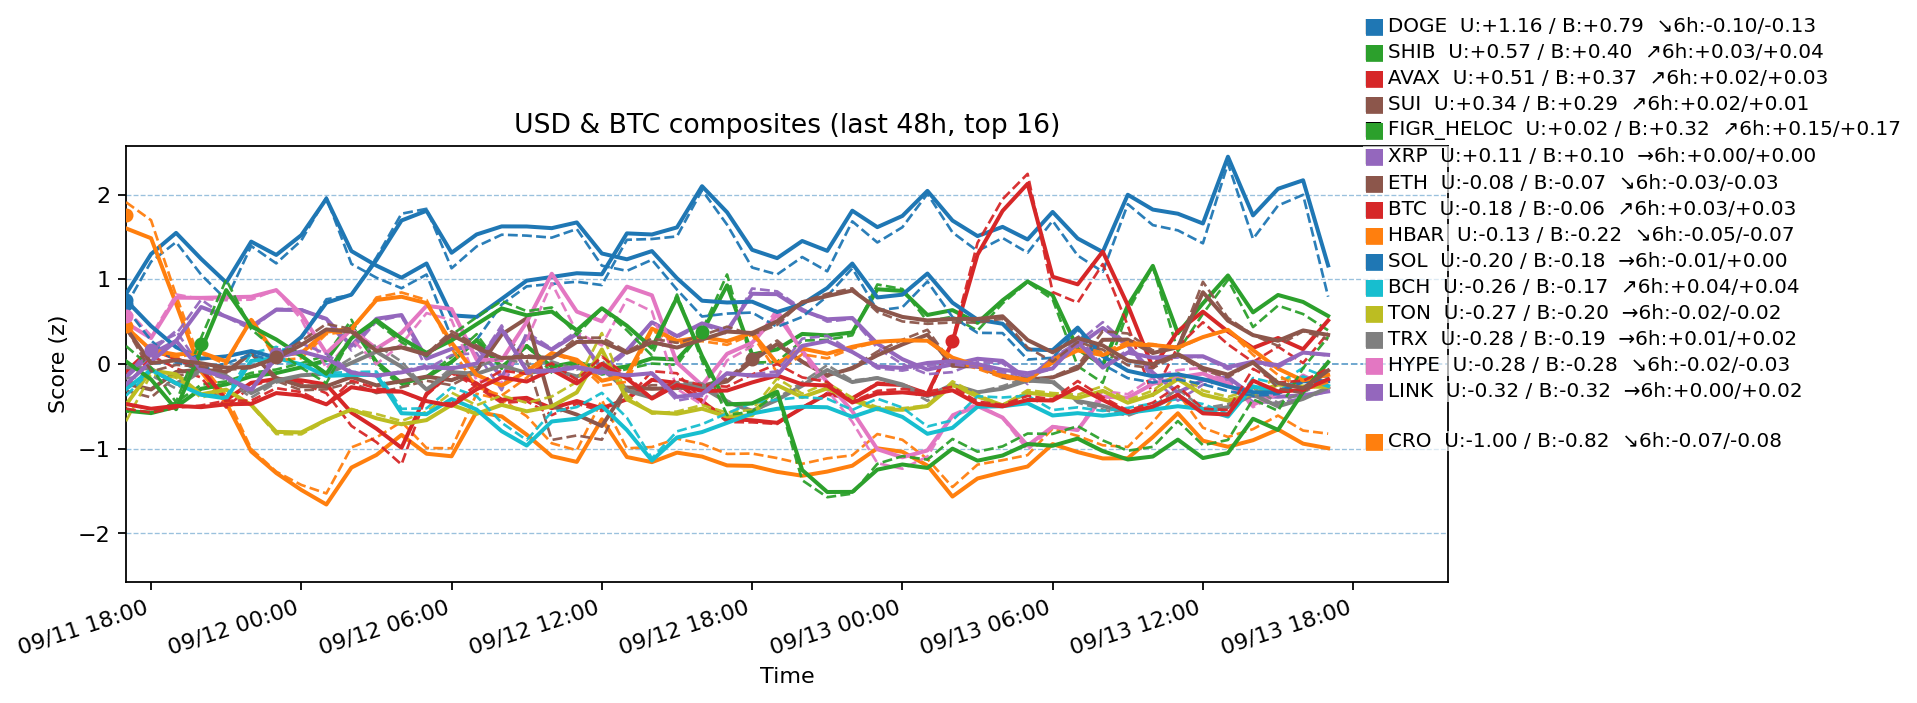 DOGE  U:+1.16 / B:+0.79  ↘6h:-0.10/-0.13
SHIB  U:+0.57 / B:+0.40  ↗6h:+0.03/+0.04
AVAX  U:+0.51 / B:+0.37  ↗6h:+0.02/+0.03
SUI  U:+0.34 / B:+0.29  ↗6h:+0.02/+0.01
FIGR_HELOC  U:+0.02 / B:+0.32  ↗6h:+0.15/+0.17
XRP  U:+0.11 / B:+0.10  →6h:+0.00/+0.00
ETH  U:-0.08 / B:-0.07  ↘6h:-0.03/-0.03
BTC  U:-0.18 / B:-0.06  ↗6h:+0.03/+0.03
HBAR  U:-0.13 / B:-0.22  ↘6h:-0.05/-0.07
SOL  U:-0.20 / B:-0.18  →6h:-0.01/+0.00
BCH  U:-0.26 / B:-0.17  ↗6h:+0.04/+0.04
TON  U:-0.27 / B:-0.20  →6h:-0.02/-0.02
TRX  U:-0.28 / B:-0.19  →6h:+0.01/+0.02
HYPE  U:-0.28 / B:-0.28  ↘6h:-0.02/-0.03
LINK  U:-0.32 / B:-0.32  →6h:+0.00/+0.02
CRO  U:-1.00 / B:-0.82  ↘6h:-0.07/-0.08
USD & BTC composites (last 48h, top 16)
Score (z)
2
1
0
−1
−2
09/11 18:00
09/12 00:00
09/12 06:00
09/12 12:00
09/12 18:00
09/13 00:00
09/13 06:00
09/13 12:00
09/13 18:00
Time